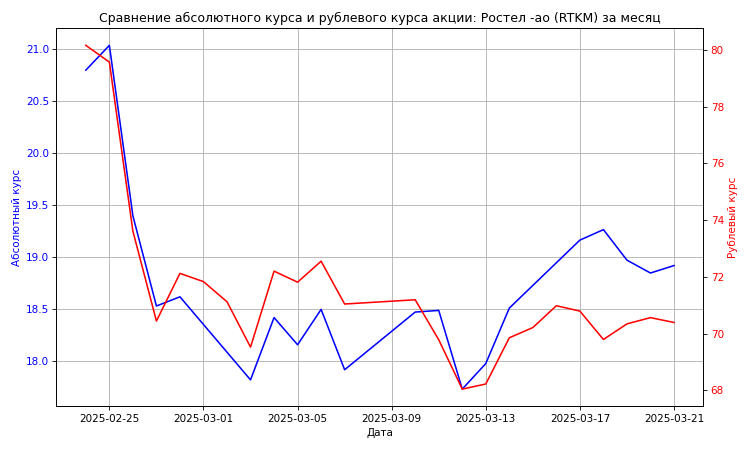 Сравнение абсолютного курса и рублевого курса акции: Ростел -ао (RTKM) за месяц
21.0
20.5
20.0
19.5
19.0
18.5
18.0
Абсолютный курс
80
78
76
74
72
70
68
Рублевый курс
2025-02-25 2025-03-01 2025-03-05 2025-03-09 2025-03-13 2025-03-17 2025-03-21
Дата